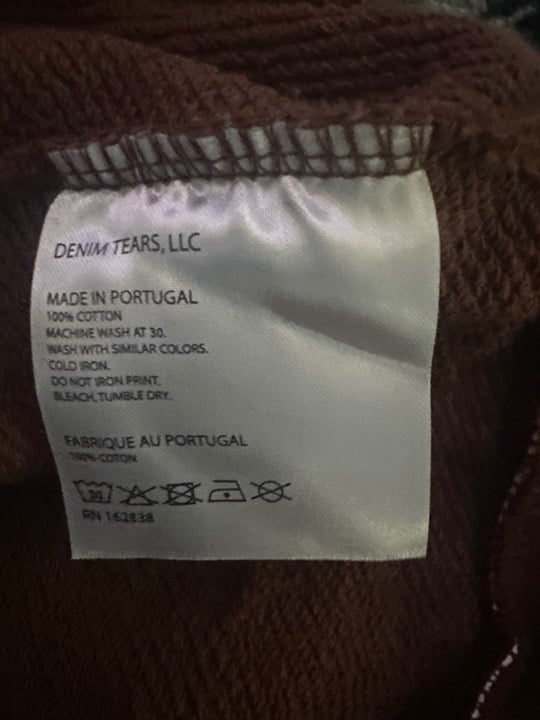 DENIM TEARS, LLC
MADE IN PORTUGAL
100% COTTON
MACHINE WASH AT 30.
WASH WITH SIMILAR COLORS.
COLD IRON.
DO NOT IRON PRINT,
BLEACH, TUMBLE DRY.
FABRIQUE AU PORTUGAL
100% COTON
30
RN 162838